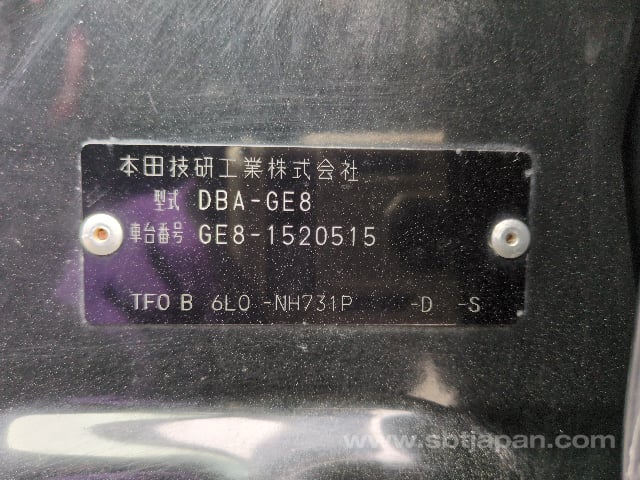 本田技研工業株式会社
型式 DBA-GE8
車台番号 GE8-1520515
TFO B 6LO -NH731P -D -S
www.sbtjapan.com